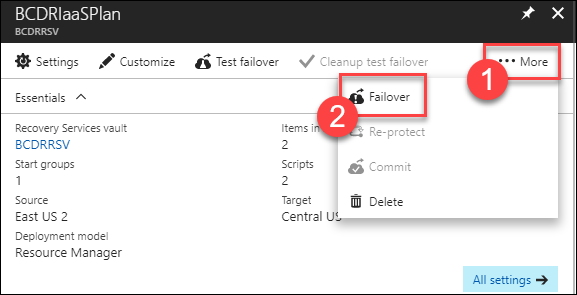 BCDRIaaSPlan
BCDRRSV
Settings Customize Test failover Cleanup test failover More
1
Essentials
Failover
2
Recovery Services vault
BCDRRSV
Items in
2
Re-protect
Start groups
1
Scripts
2
Commit
Source
East US 2
Target
Central US
Delete
Deployment model
Resource Manager
All settings